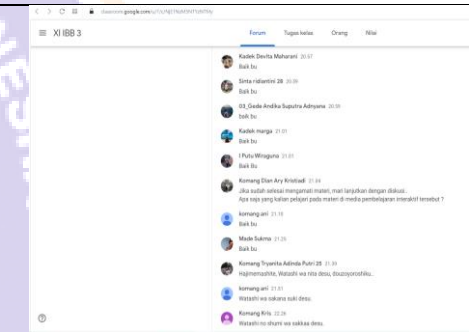 XI IBB 3
Forum
Tugas kelas
Orang
Nilai
Kadek Devita Maharani 20.57
Baik bu
Sinta ristiantini 28 20.59
Baik bu
03_Gede Andika Suputra Adnyana 20.59
baik bu
Kadek marga 21.01
Baik bu
I Putu Wiraguna 21.01
Baik Bu
Komang Dian Ary Kristiadi 21.04
Jika sudah selesai mengamati materi, mari lanjutkan dengan diskusi.
Apa saja yang kalian pelajari pada materi di media pembelajaran interaktif tersebut ?
komang ani 21.18
Baik bu
Made Sukma 21.25
Baik bu
Komang Tryanita Adinda Putri 28 21.39
Hajimemashite, Watashi wa nita desu, douzoyoroshiku.
komang ani 21.51
Watashi wa sakana suki desu.
Komang Kris 22.28
Watashi no shumi wa sakkaa desu.